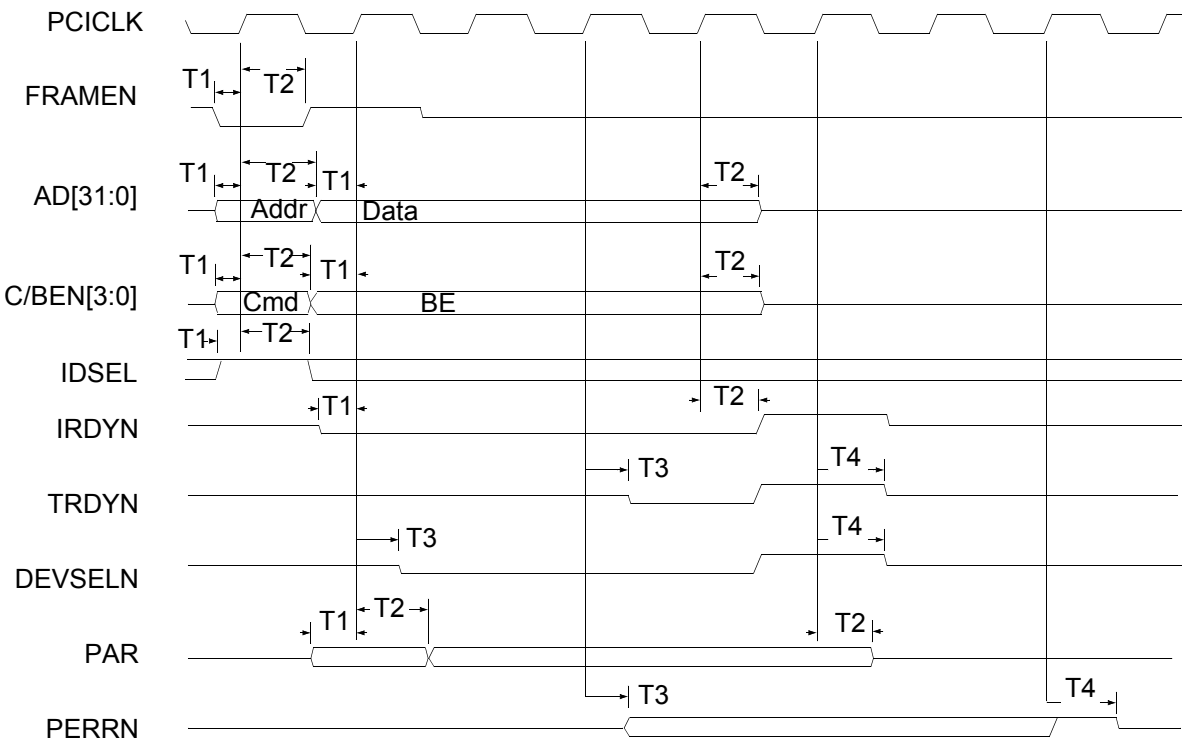 PCICLK
T1 T2
FRAMEN
T1 T2 T1 T2
AD[31:0]
Addr Data
T1 T2 T1 T2
C/BEN[3:0]
Cmd BE
T1 T2
IDSEL
T1 T2
IRDYN
T3 T4
TRDYN
T3 T4
DEVSELN
T1 T2 T2
PAR
T3 T4
PERRN